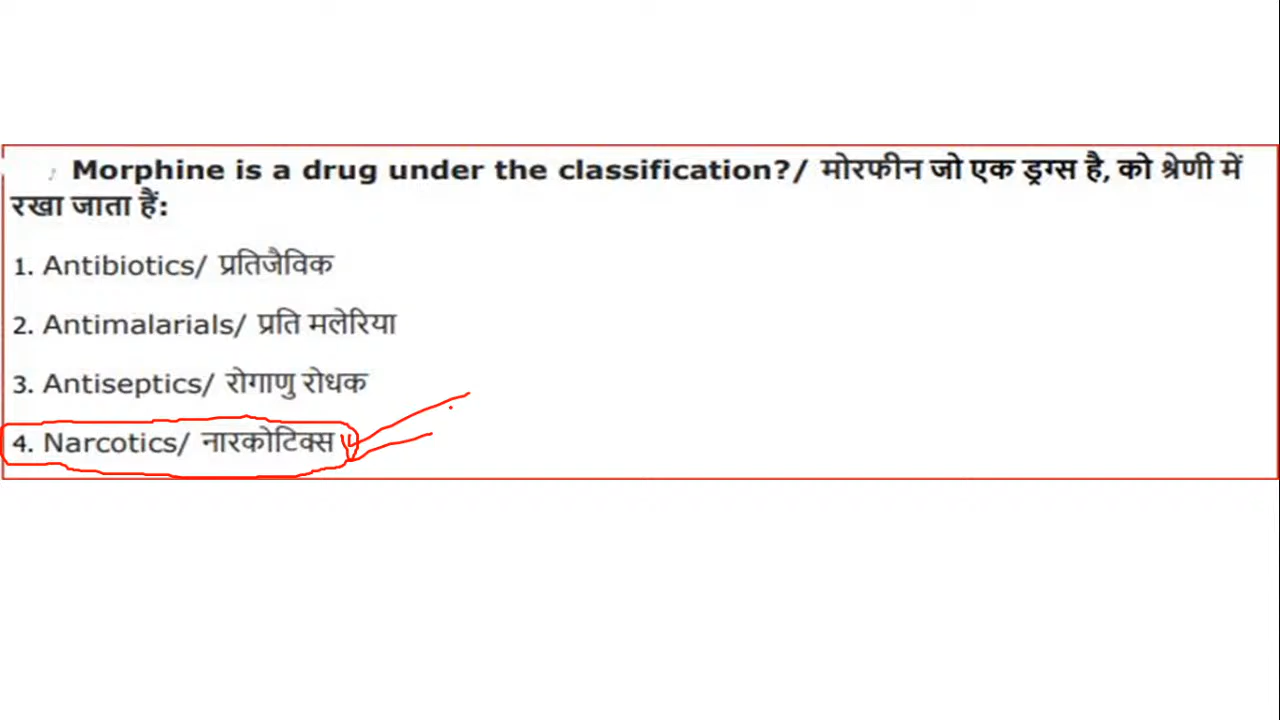 Morphine is a drug under the classification?/ मोरफीन जो एक ड्रग्स है, को श्रेणी में
रखा जाता हैं:
1. Antibiotics/ प्रतिजैविक
2. Antimalarials/ प्रति मलेरिया
3. Antiseptics/ रोगाणु रोधक
4. Narcotics/ नारकोटिक्स